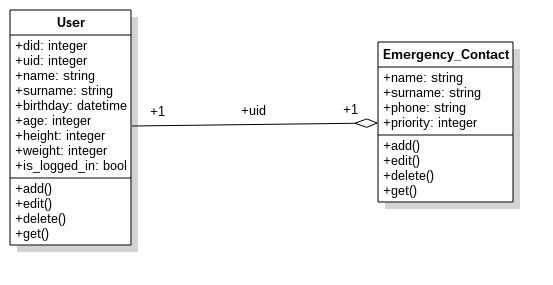 User
+did: integer
+uid: integer
+name: string
+surname: string
+birthday: datetime
+age: integer
+height: integer
+weight: integer
+is_logged_in: bool
+add()
+edit()
+delete()
+get()
+1
+uid
+1
Emergency_Contact
+name: string
+surname: string
+phone: string
+priority: integer
+add()
+edit()
+delete()
+get()